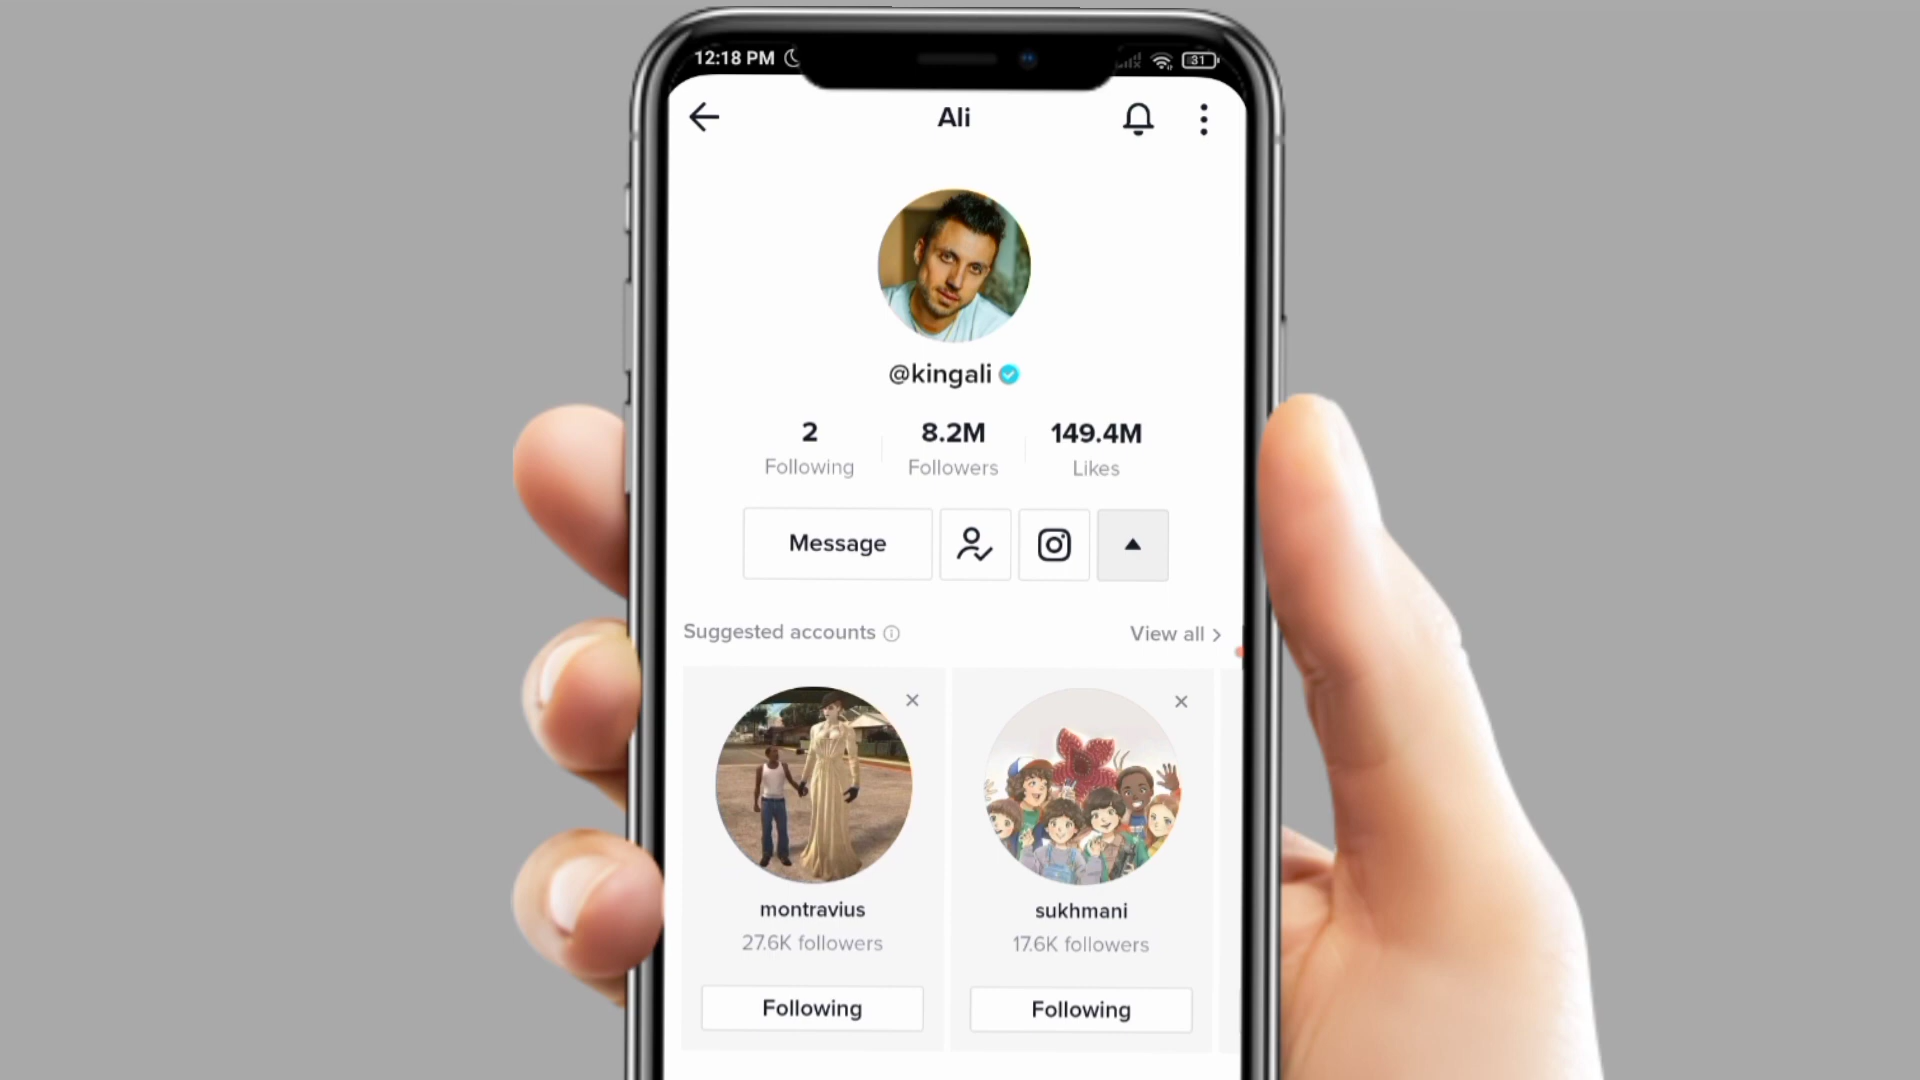 12:18 PM 31
Ali
@kingali
2 8.2M 149.4M
Following Followers Likes
Message
Suggested accounts View all
montravius sukhmani
27.6K followers 17.6K followers
Following Following